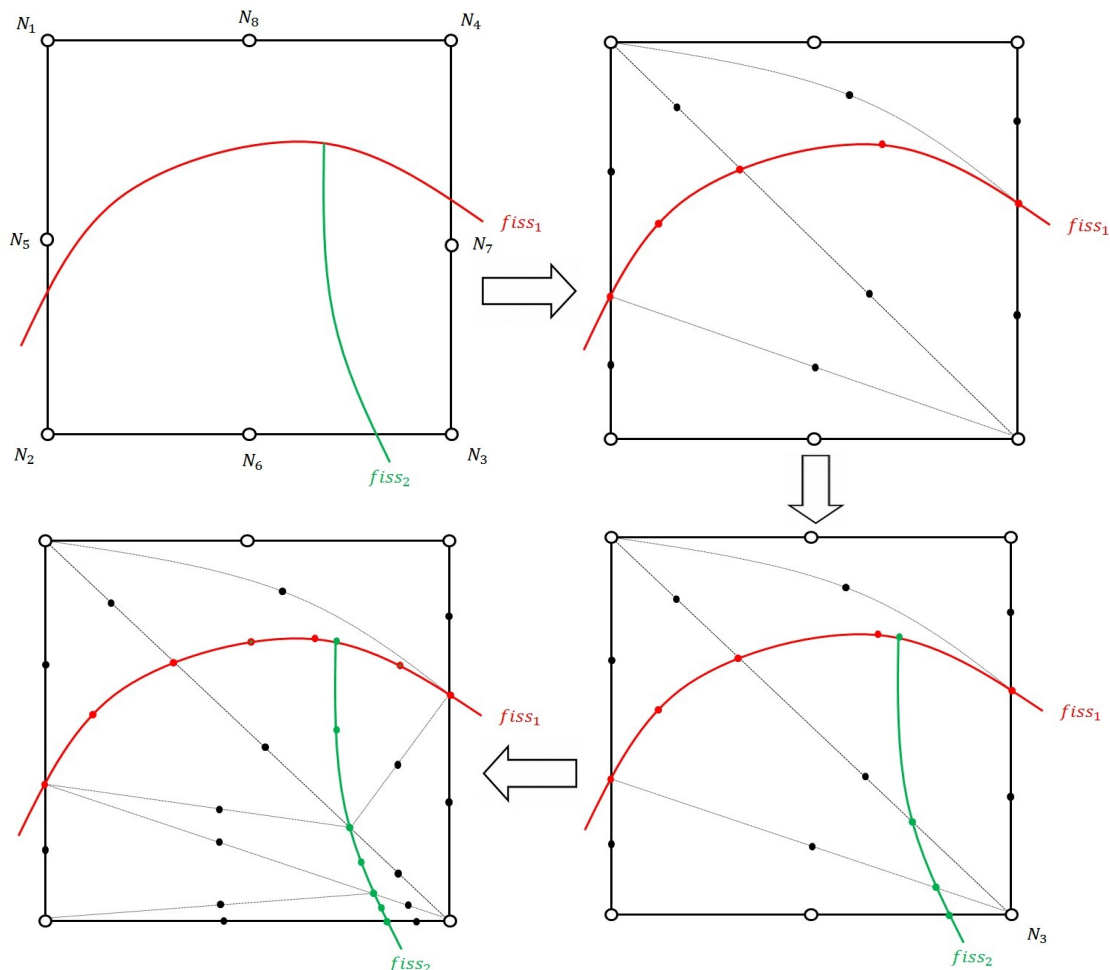 N₁
N₈
N₄
fiss₁
fiss₁
N₅
N₇
N₂
N₆
N₃
fiss₂
fiss₁
fiss₁
N₃
fiss₂
fiss₂